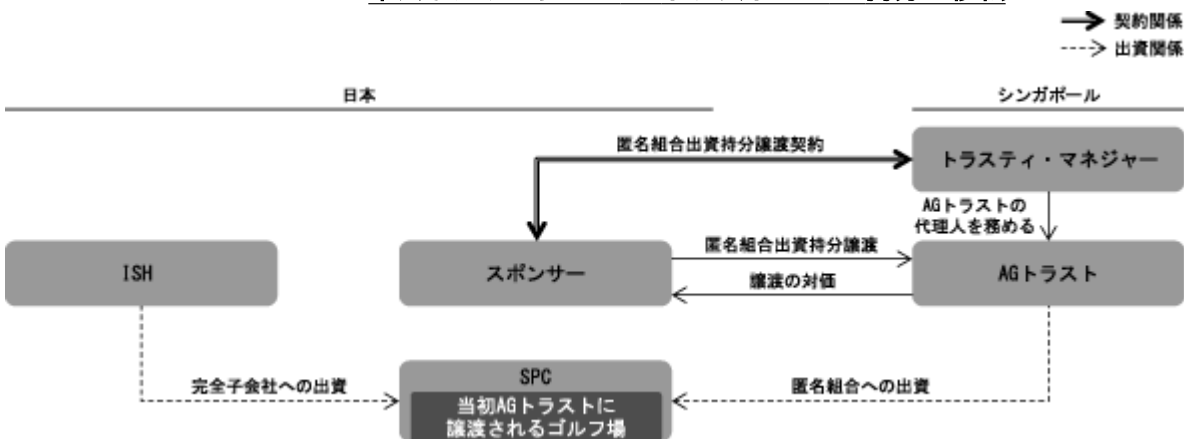 契約関係
出資関係
日本
シンガポール
匿名組合出資持分譲渡契約
トラスティ・マネジャー
AGトラストの
代理人を務める
ISH
スポンサー
匿名組合出資持分譲渡
譲渡の対価
AGトラスト
完全子会社への出資
SPC
当初AGトラストに
譲渡されるゴルフ場
匿名組合への出資